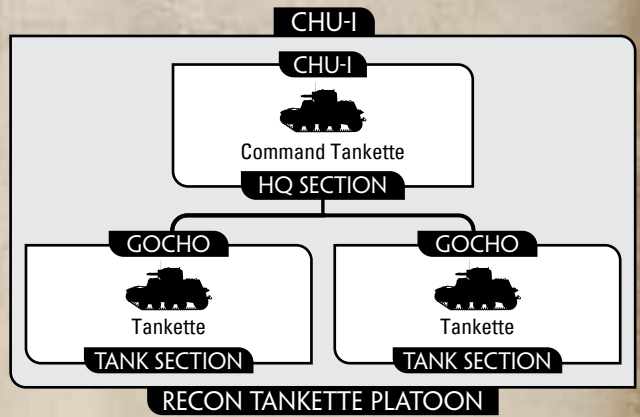 CHU-I
CHU-I
Command Tankette
HQ SECTION
GOCHO
Tankette
TANK SECTION
GOCHO
Tankette
TANK SECTION
RECON TANKETTE PLATOON